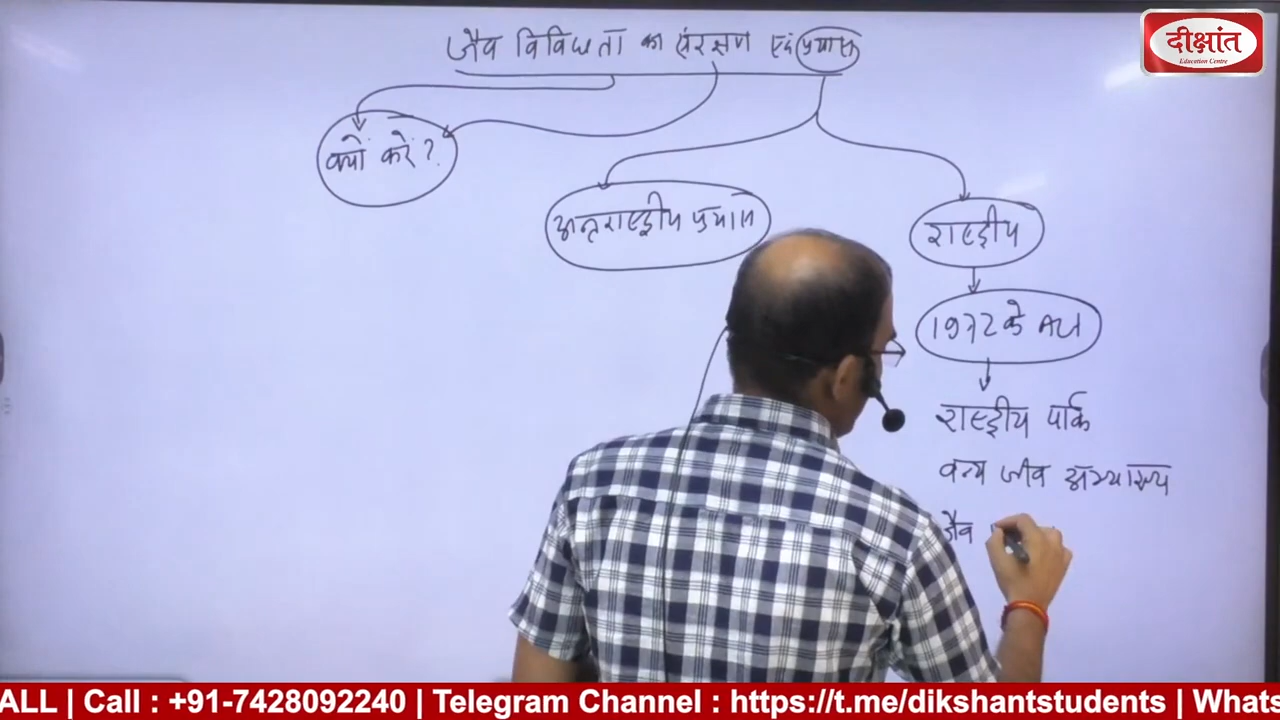 जैव विविधता का संरक्षण एवं प्रयास
दीक्षांत
Education Centre
क्यों करें ?
अन्तराष्ट्रीय प्रयास
राष्ट्रीय
1972 के Act
राष्ट्रीय पार्क
वन्य जीव अभ्यारण्य
जैव
ALL | Call : +91-7428092240 | Telegram Channel : https://t.me/dikshantstudents | Whats